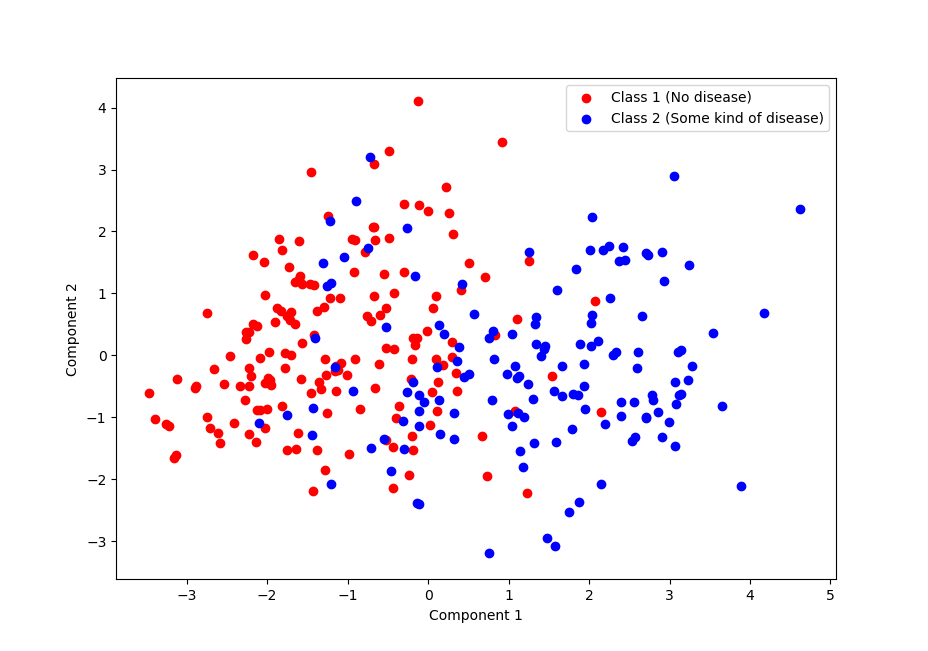 Class 1 (No disease)
Class 2 (Some kind of disease)
4
3
2
1
0
−1
−2
−3
Component 2
−3 −2 −1 0 1 2 3 4 5
Component 1